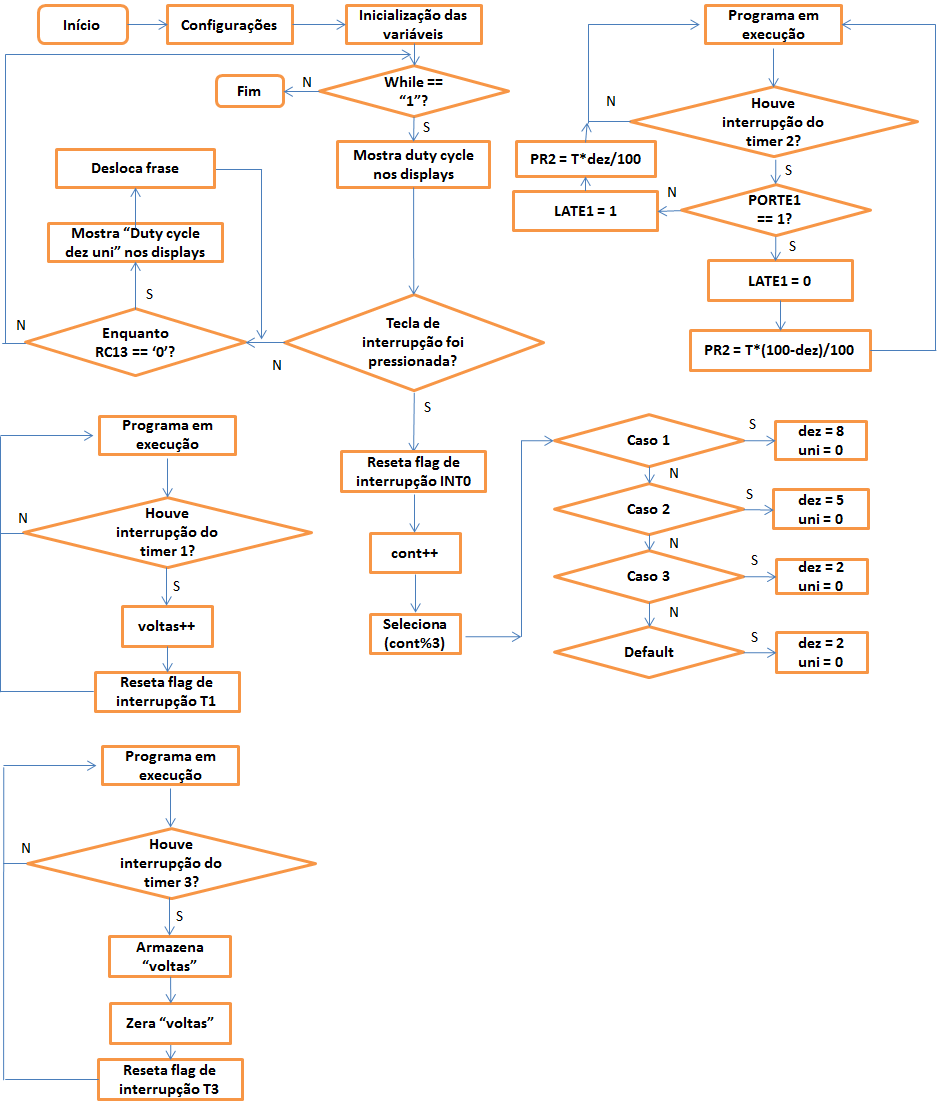 Início
Configurações
Inicialização das
variáveis
While ==
“1”?
N
Fim
S
Mostra duty cycle
nos displays
Desloca frase
Mostra “Duty cycle
dez uni” nos displays
S
N
Enquanto
RC13 == ‘0’?
Tecla de
interrupção foi
pressionada?
N
S
Reseta flag de
interrupção INT0
cont++
Seleciona
(cont%3)
Programa em
execução
N
Houve
interrupção do
timer 2?
S
PR2 = T*dez/100
LATE1 = 1
N
PORTE1
== 1?
S
LATE1 = 0
PR2 = T*(100-dez)/100
Caso 1
S
dez = 8
uni = 0
N
Caso 2
S
dez = 5
uni = 0
N
Caso 3
S
dez = 2
uni = 0
N
Default
S
dez = 2
uni = 0
Programa em
execução
N
Houve
interrupção do
timer 1?
S
voltas++
Reseta flag de
interrupção T1
Programa em
execução
N
Houve
interrupção do
timer 3?
S
Armazena
“voltas”
Zera “voltas”
Reseta flag de
interrupção T3